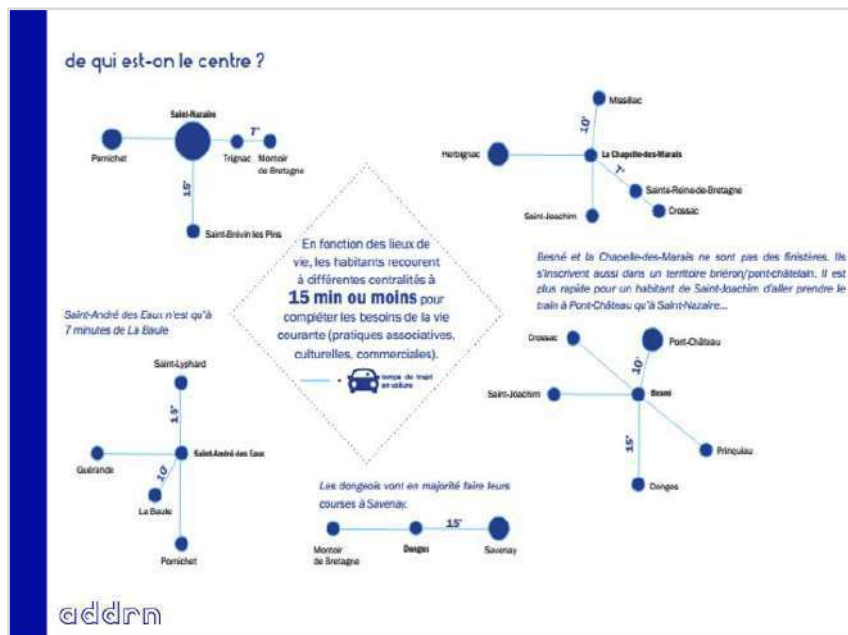 de qui est-on le centre ?
Saint-Nazaire
7'
Pornichet
Trignac
Montoir
de Bretagne
15'
Saint-Brévin les Pins
Missillac
10'
Herbignac
La Chapelle-des-Marais
7'
Sainte-Reine-de-Bretagne
Saint-Joachim
Crossac
En fonction des lieux de
vie, les habitants recourent
à différentes centralités à
15 min ou moins pour
compléter les besoins de la vie
courante (pratiques associatives,
culturelles, commerciales).
temps de trajet
en voiture
Besné et la Chapelle-des-Marais ne sont pas des finistères. Ils
s'inscrivent aussi dans un territoire briéron/pont-châtelain. Il est
plus rapide pour un habitant de Saint-Joachim d'aller prendre le
train à Pont-Château qu'à Saint-Nazaire...
Saint-André des Eaux n'est qu'à
7 minutes de La Baule
Saint-Lyphard
15'
Saint-André des Eaux
Guérande
10'
La Baule
Pornichet
Crossac
Pont-Château
10'
Saint-Joachim
Besné
15'
Prinquiau
Donges
Les dongeois vont en majorité faire leurs
courses à Savenay.
15'
Montoir
de Bretagne
Donges
Savenay
addrn